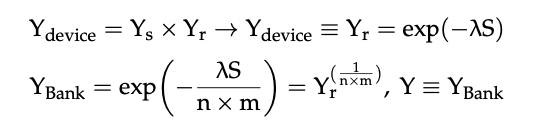 Y_device = Y_s × Y_r → Y_device ≡ Y_r = exp(−λS)
Y_Bank = exp(−λS/(n × m)) = Y_r^(1/(n×m)), Y ≡ Y_Bank